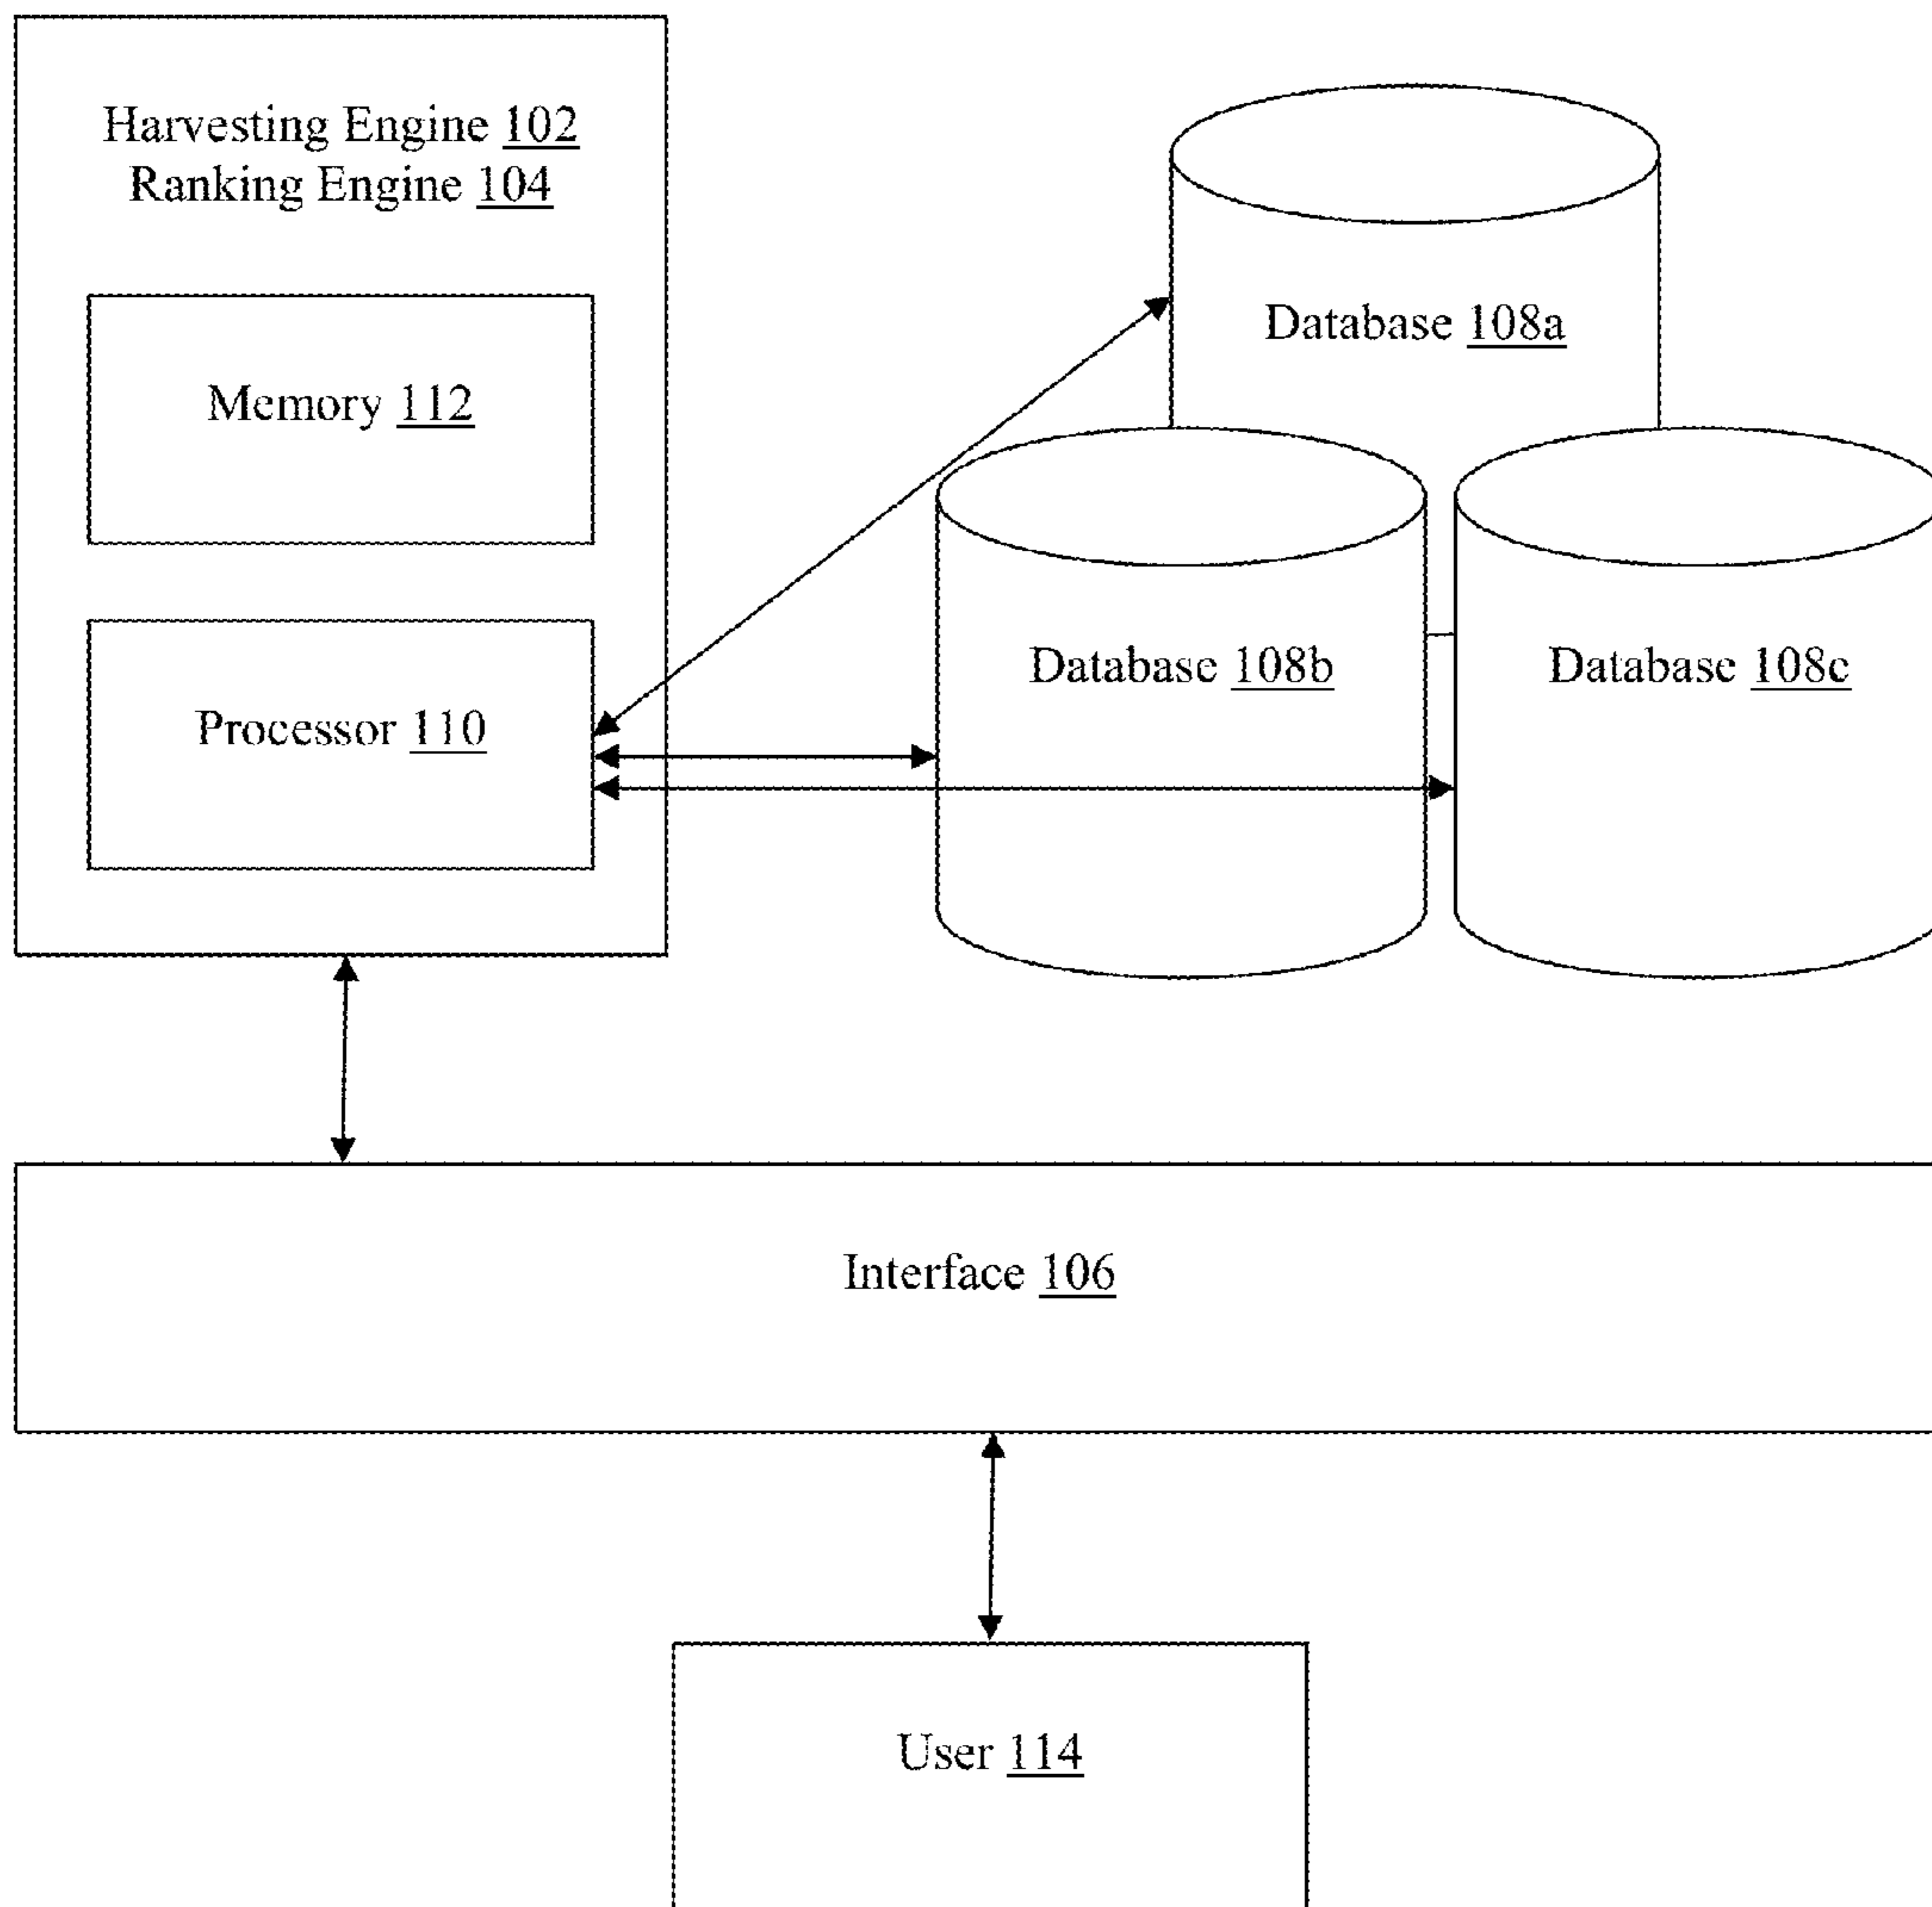 Harvesting Engine 102
Ranking Engine 104
Memory 112
Processor 110
Database 108a
Database 108b
Database 108c
Interface 106
User 114